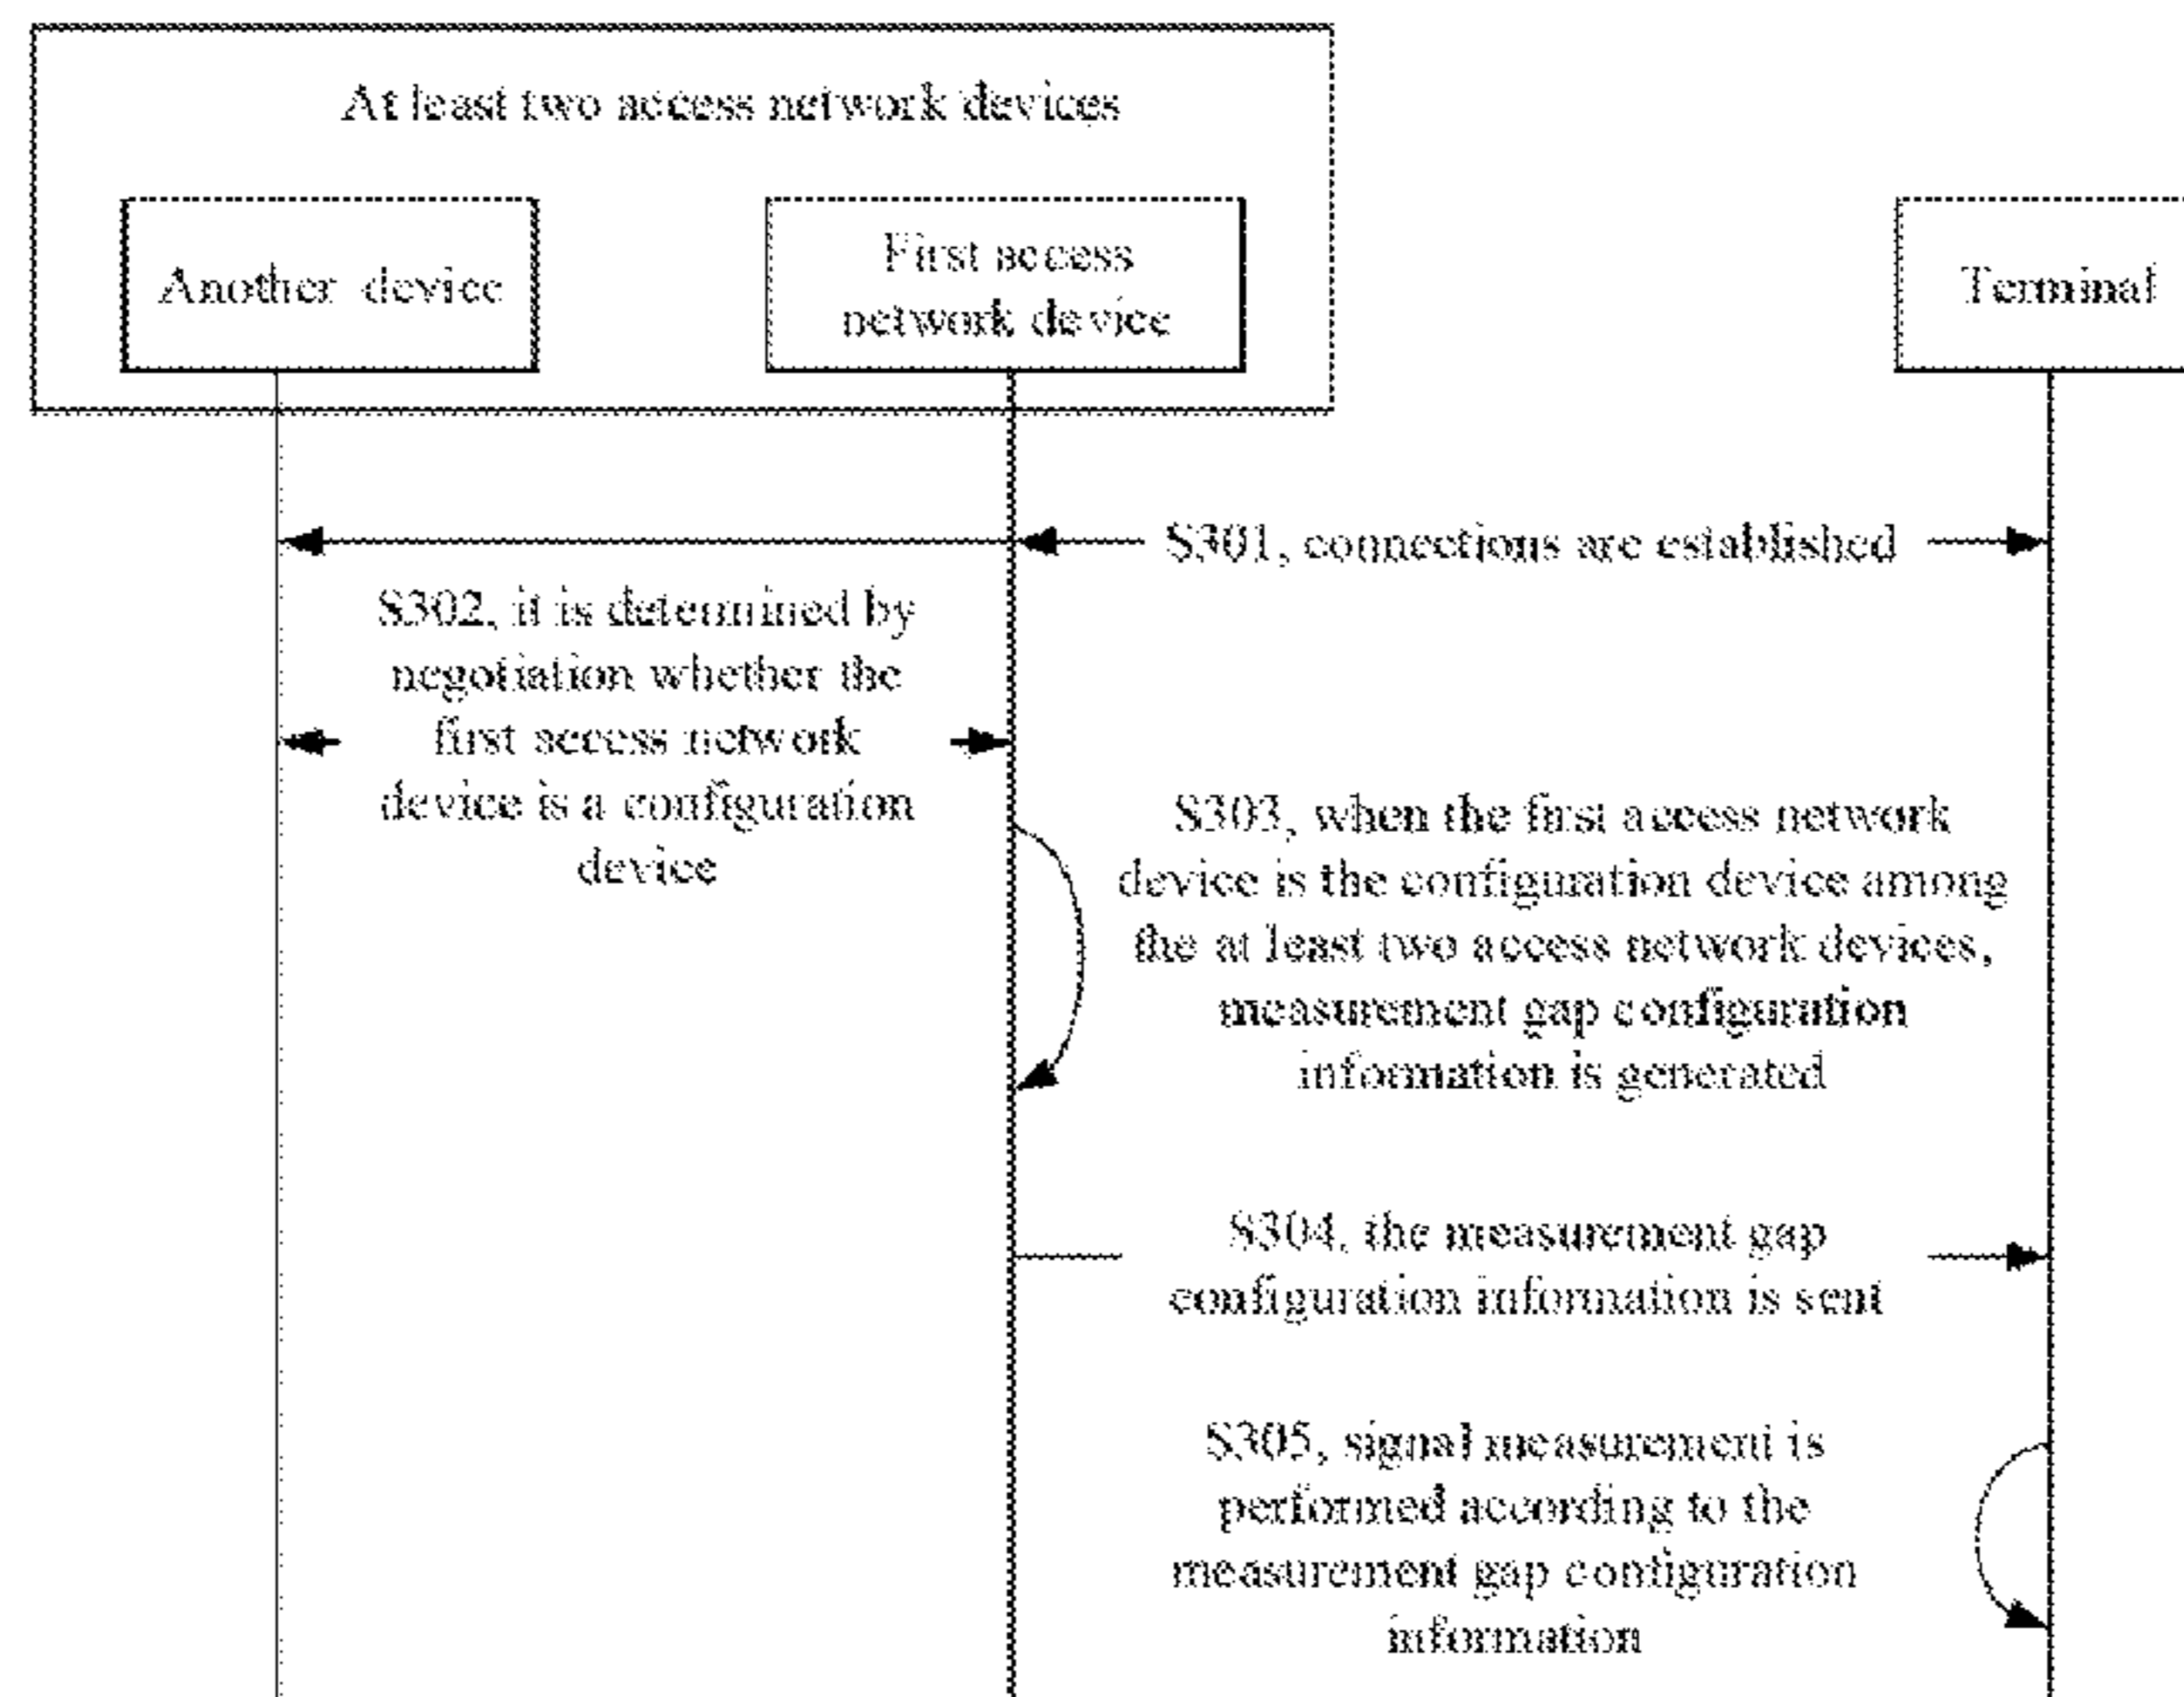 At least two access network devices
Another device
First access
network device
Terminal
S301, connections are established
S302, it is determined by
negotiation whether the
first access network
device is a configuration
device
S303, when the first access network
device is the configuration device among
the at least two access network devices,
measurement gap configuration
information is generated
S304, the measurement gap
configuration information is sent
S305, signal measurement is
performed according to the
measurement gap configuration
information